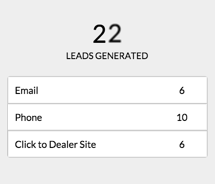 22
LEADS GENERATED
Email 6
Phone 10
Click to Dealer Site 6